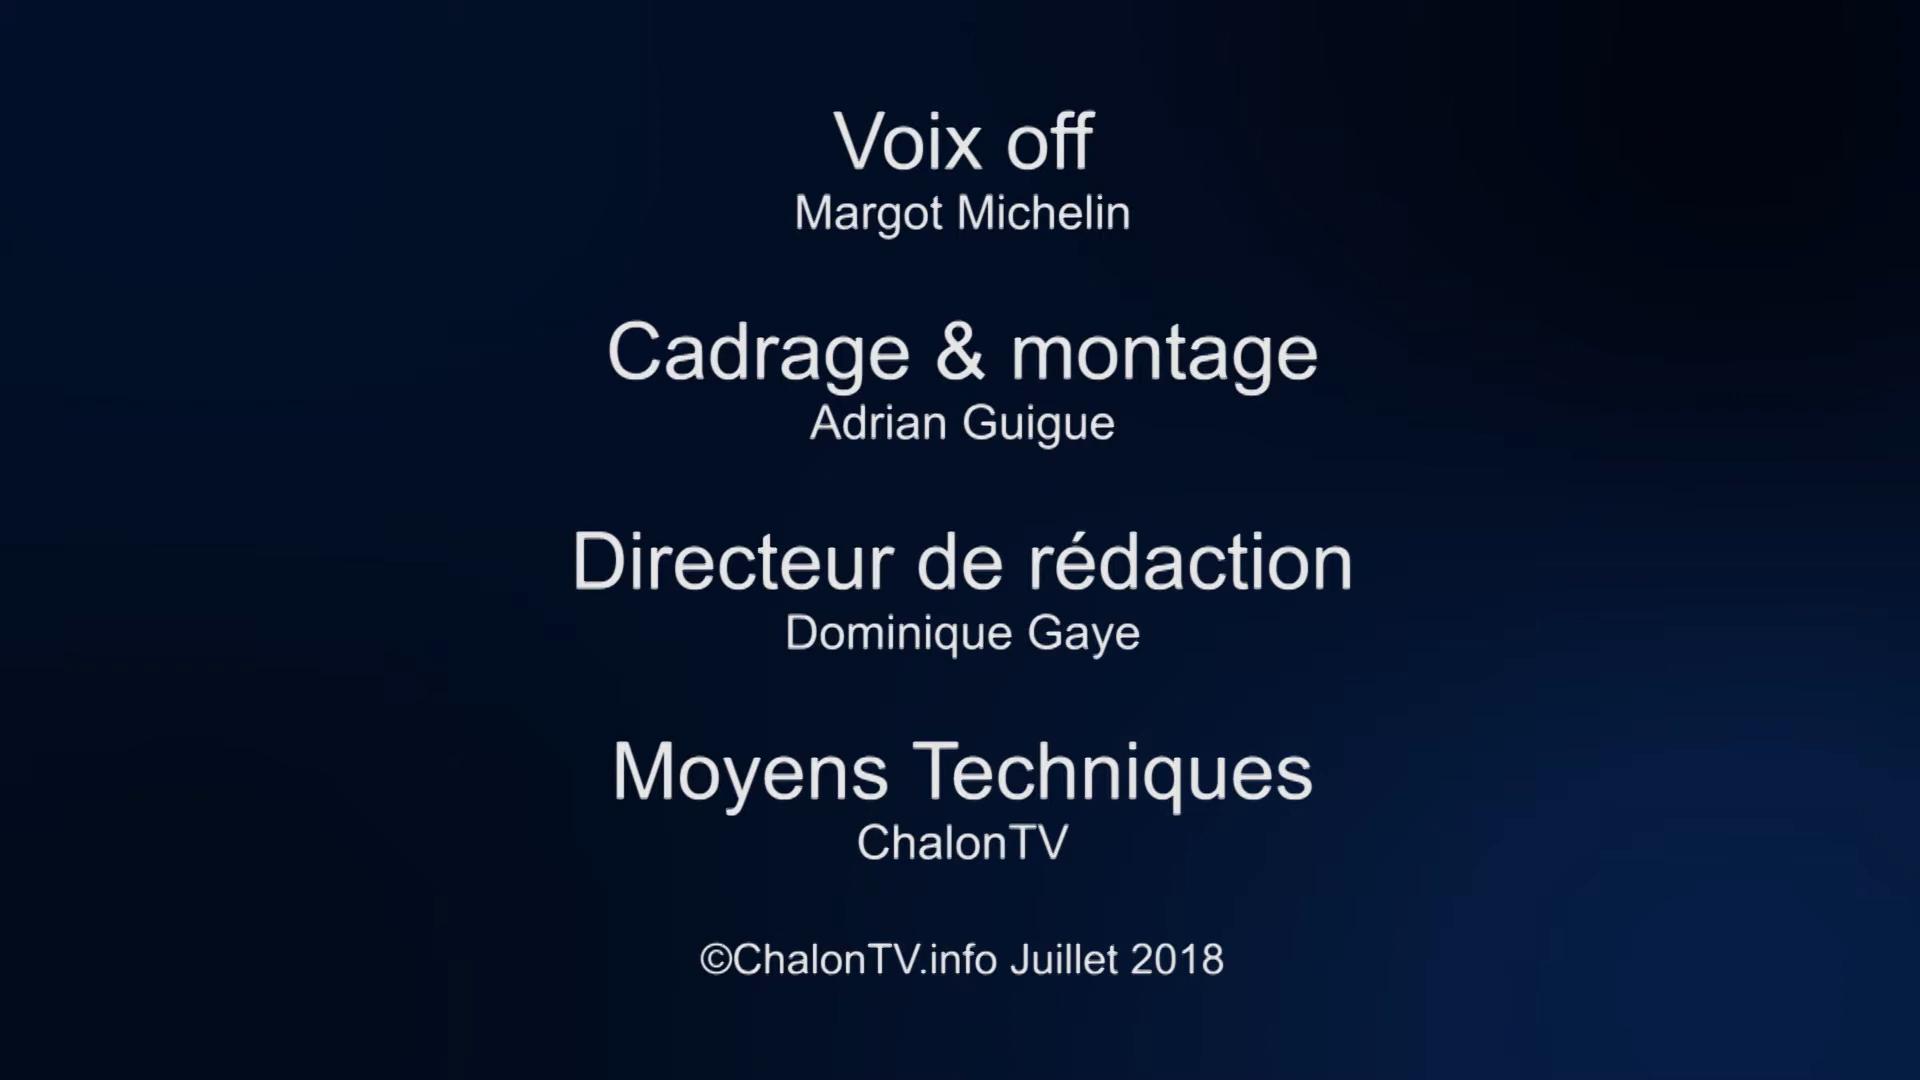 Voix off
Margot Michelin
Cadrage & montage
Adrian Guigue
Directeur de rédaction
Dominique Gaye
Moyens Techniques
ChalonTV
©ChalonTV.info Juillet 2018